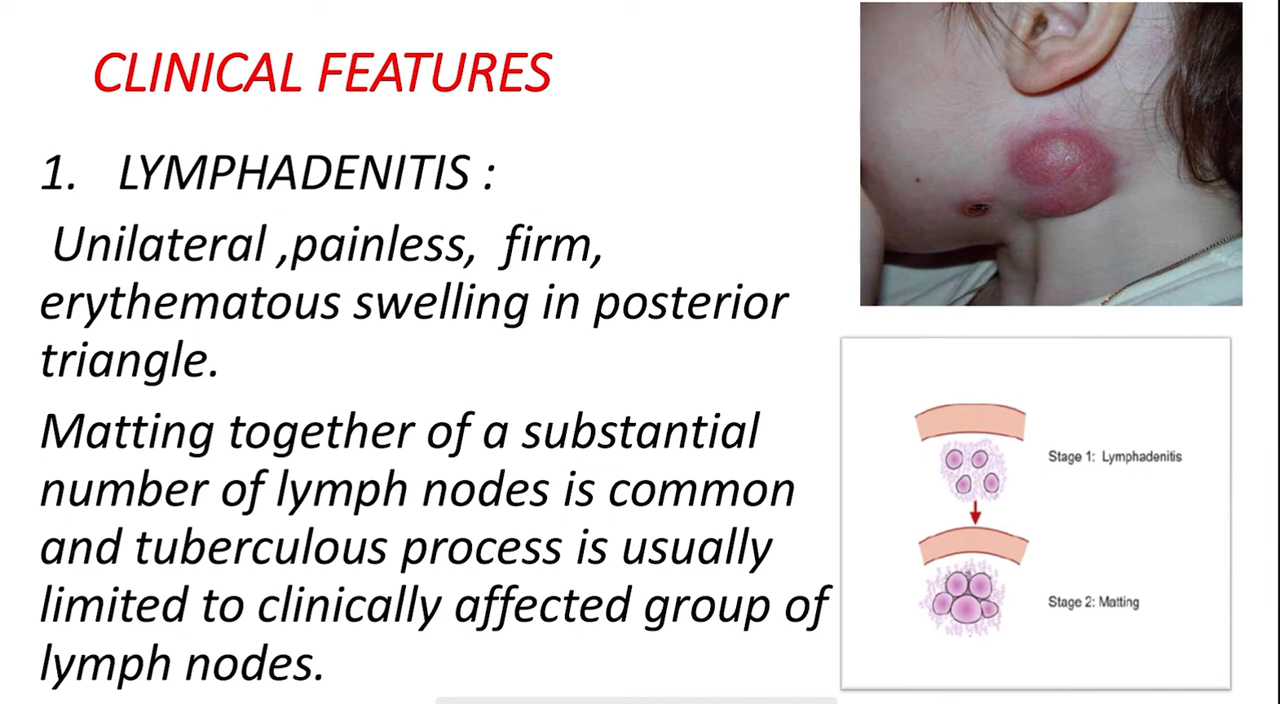 CLINICAL FEATURES
1. LYMPHADENITIS :
Unilateral ,painless, firm,
erythematous swelling in posterior
triangle.
Matting together of a substantial
number of lymph nodes is common
and tuberculous process is usually
limited to clinically affected group of
lymph nodes.
Stage 1: Lymphadenitis
Stage 2: Matting